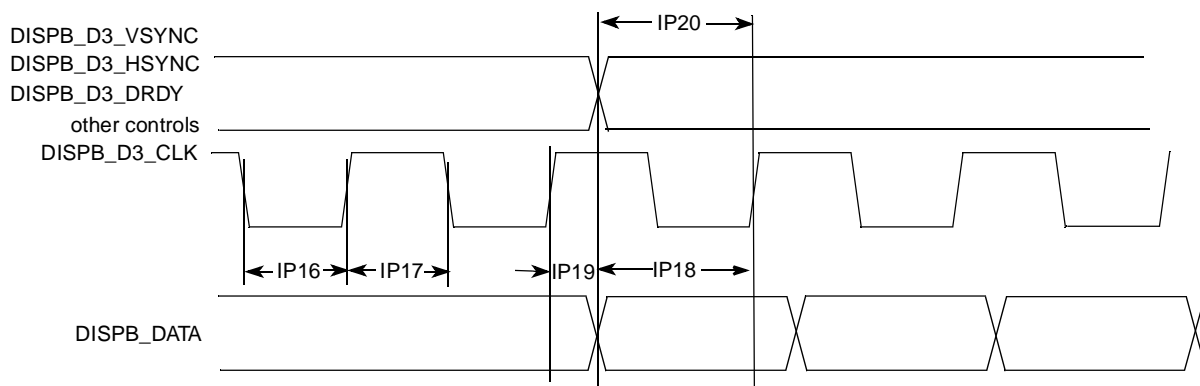 IP20
DISPB_D3_VSYNC
DISPB_D3_HSYNC
DISPB_D3_DRDY
other controls
DISPB_D3_CLK
IP16 IP17 IP19 IP18
DISPB_DATA